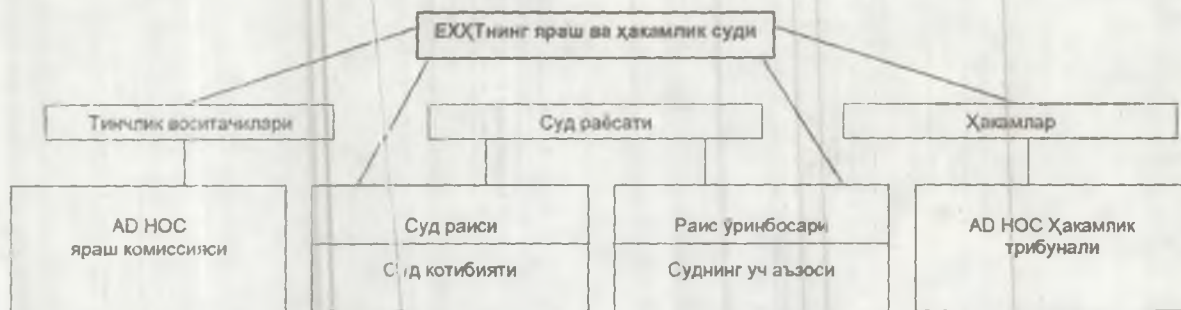 ЕХҲТнинг яраш ва ҳакамлик суди
Тинчлик воситачилари
Суд раёсати
Ҳакамлар
AD HOC
яраш комиссияси
Суд раиси
Суд котибияти
Раис ўринбосари
Суднинг уч аъзоси
AD HOC Ҳакамлик
трибунали